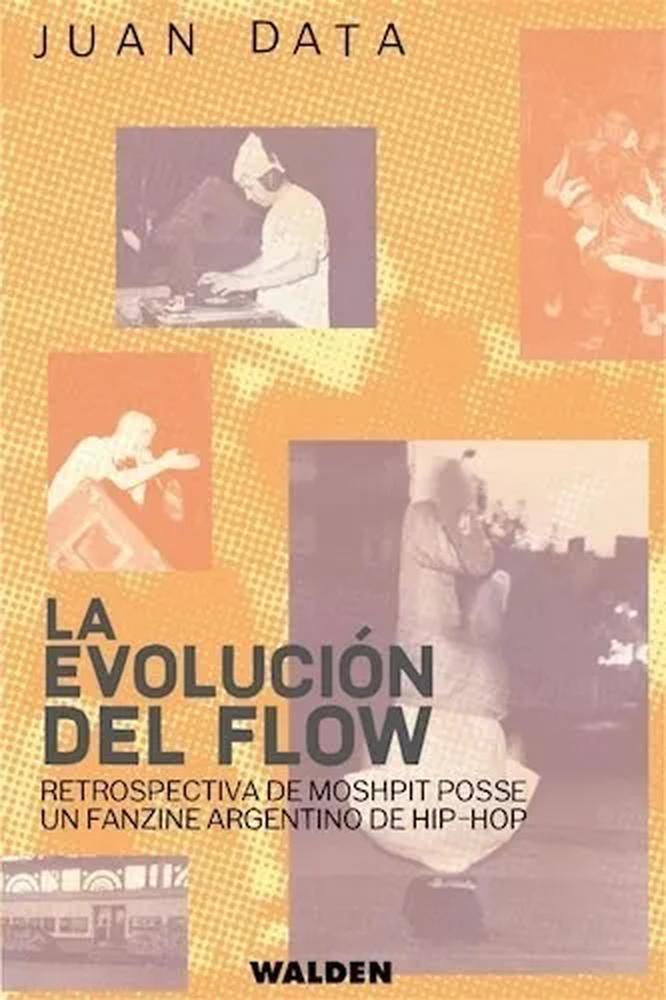 JUAN DATA
LA
EVOLUCIÓN
DEL FLOW
RETROSPECTIVA DE MOSHPIT POSSE
UN FANZINE ARGENTINO DE HIP-HOP
WALDEN